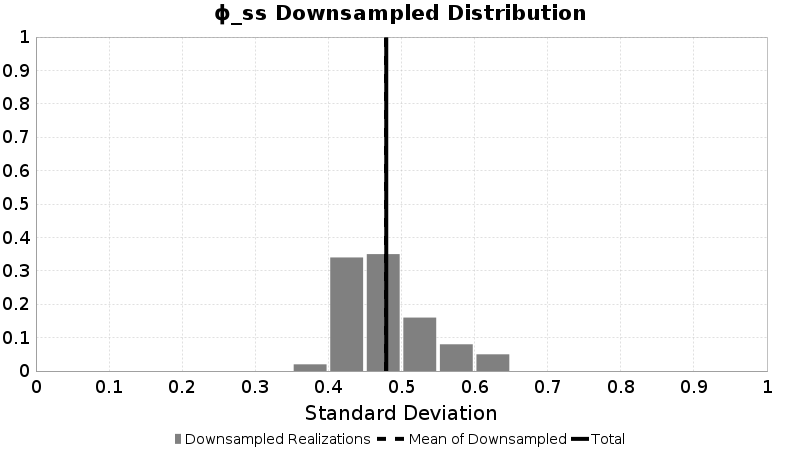 ϕ_ss Downsampled Distribution
1
0.9
0.8
0.7
0.6
0.5
0.4
0.3
0.2
0.1
0
0 0.1 0.2 0.3 0.4 0.5 0.6 0.7 0.8 0.9 1
Standard Deviation
Downsampled Realizations Mean of Downsampled Total